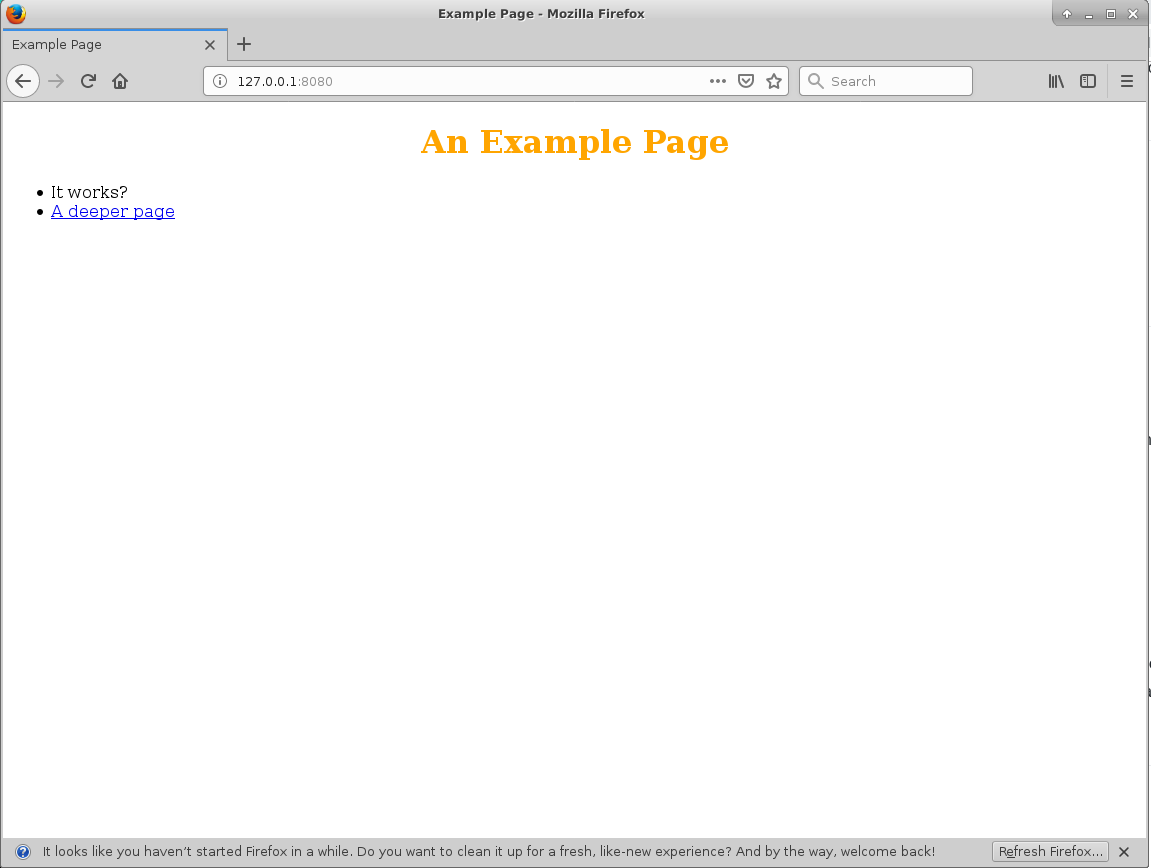 Example Page - Mozilla Firefox
Example Page
127.0.0.1:8080
Search
An Example Page
It works?
A deeper page
It looks like you haven’t started Firefox in a while. Do you want to clean it up for a fresh, like-new experience? And by the way, welcome back!
Refresh Firefox...